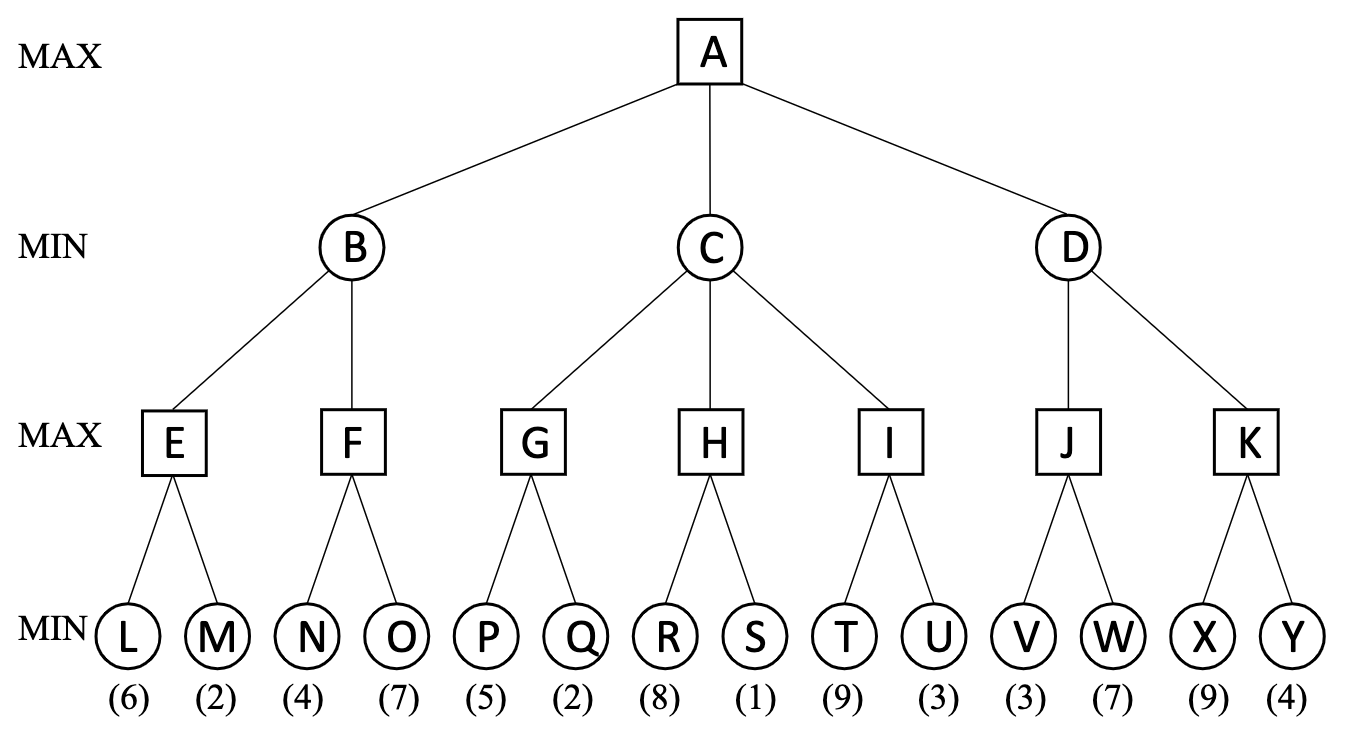 MAX A
MIN B C D
MAX E F G H I J K
MIN L M N O P Q R S T U V W X Y
(6) (2) (4) (7) (5) (2) (8) (1) (9) (3) (3) (7) (9) (4)